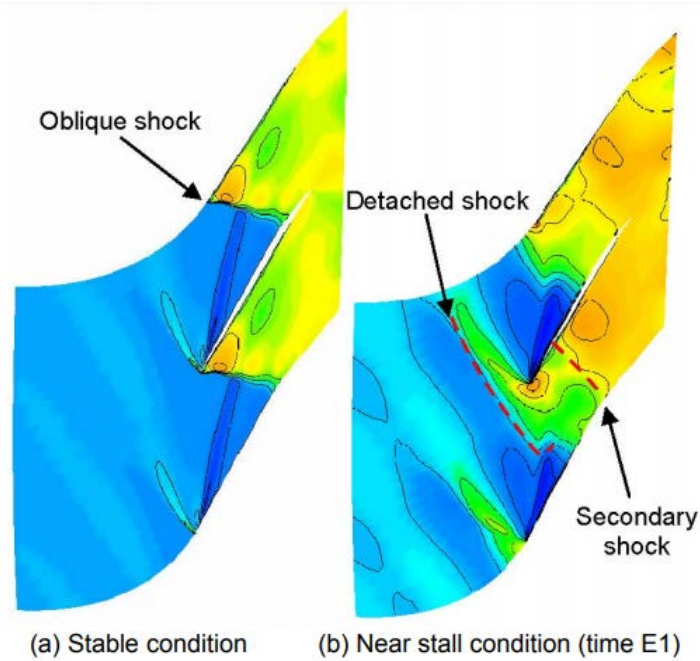 Oblique shock
Detached shock
Secondary
shock
(a) Stable condition
(b) Near stall condition (time E1)